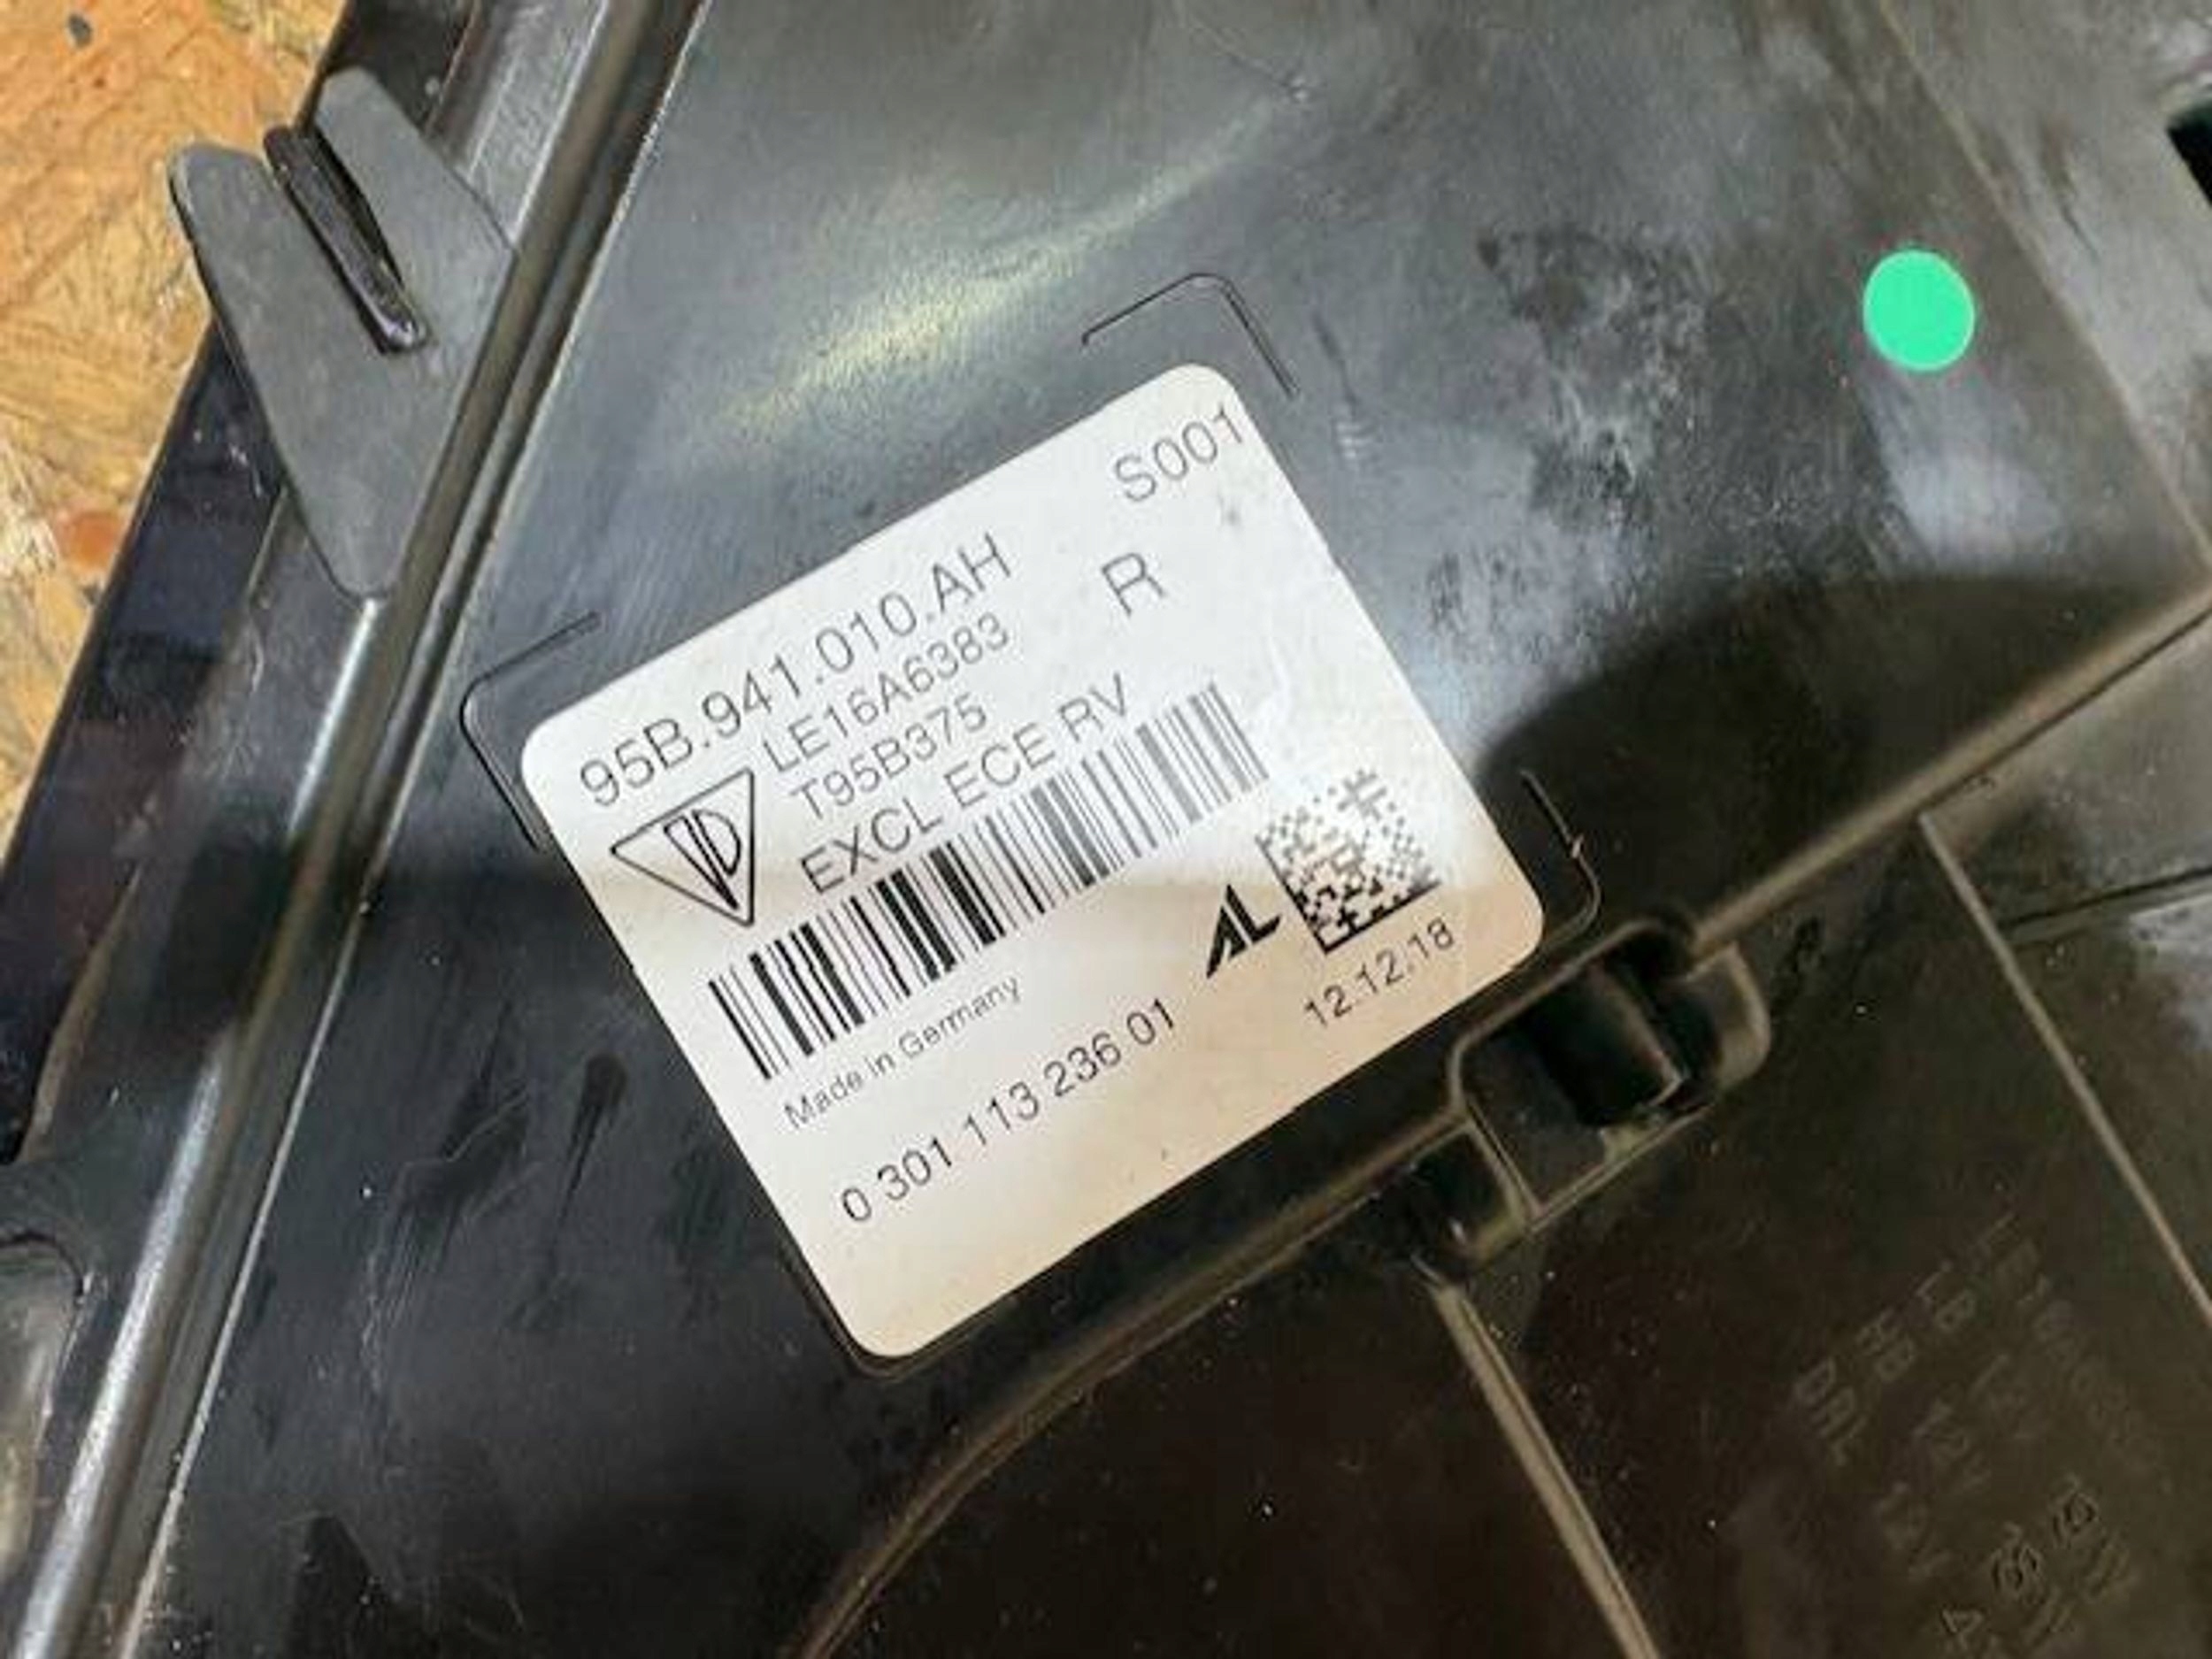 S001
95B.941.010.AH
LE16A6383 R
T95B375
EXCL ECE RV
AL
Made in Germany
12.12.18
0 301 113 236 01